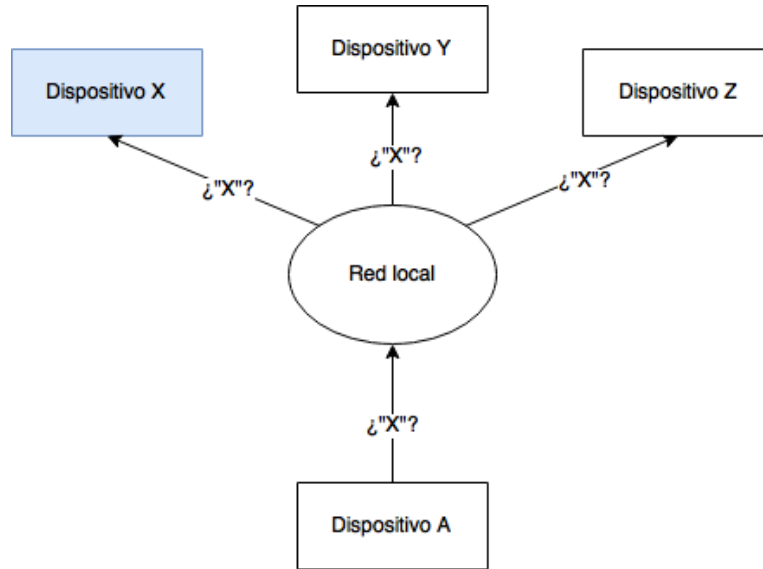 Dispositivo Y
Dispositivo X
Dispositivo Z
¿"X"?
¿"X"?
¿"X"?
Red local
¿"X"?
Dispositivo A